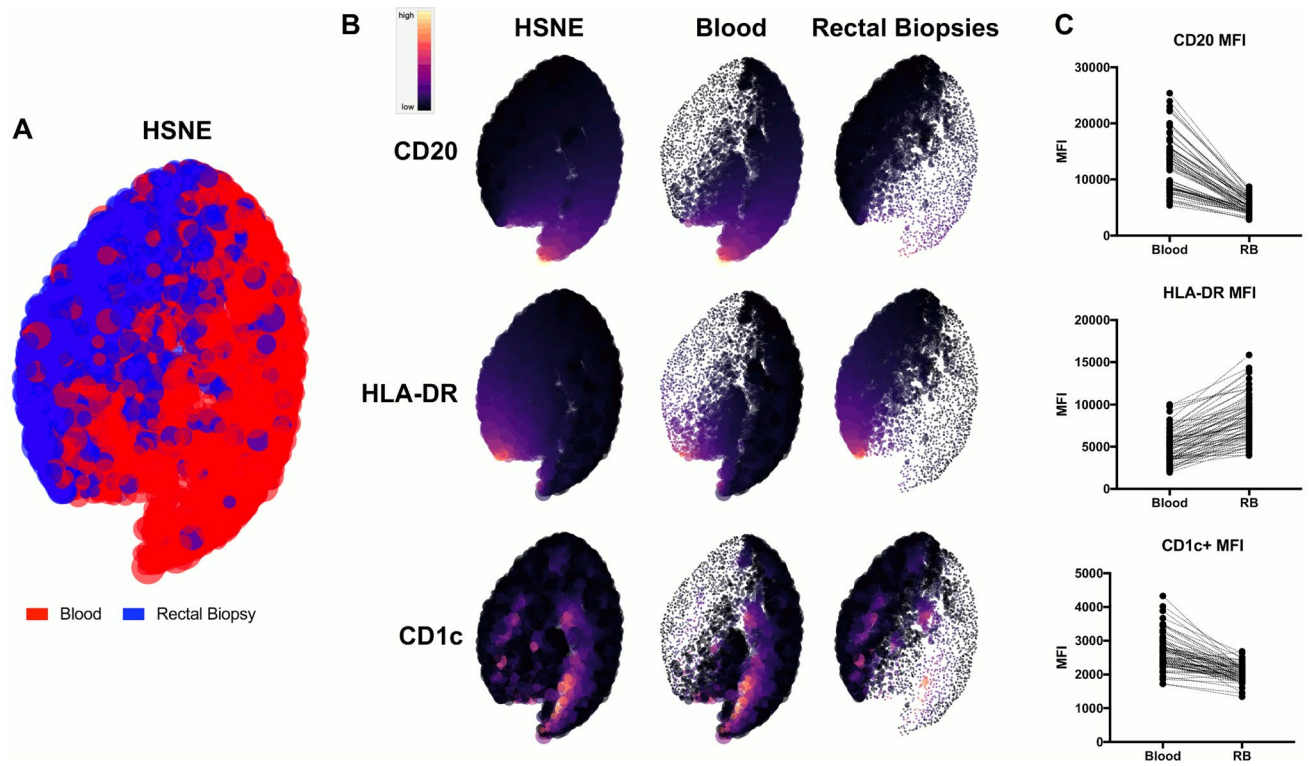 A
HSNE
Blood
Rectal Biopsy
B
high
low
HSNE
Blood
Rectal Biopsies
CD20
HLA-DR
CD1c
C
CD20 MFI
30000
20000
10000
0
MFI
Blood
RB
HLA-DR MFI
20000
15000
10000
5000
0
MFI
Blood
RB
CD1c+ MFI
5000
4000
3000
2000
1000
0
MFI
Blood
RB